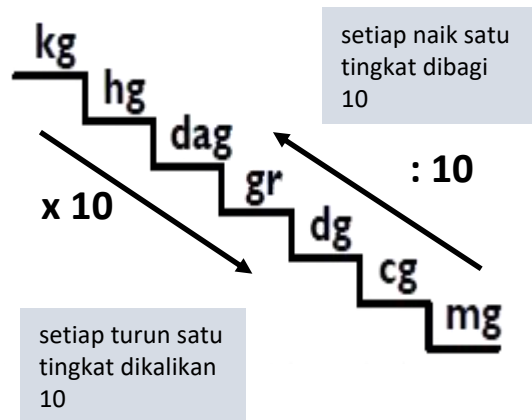 setiap naik satu
tingkat dibagi
10
kg
hg
dag
gr
dg
cg
mg
: 10
x 10
setiap turun satu
tingkat dikalikan
10